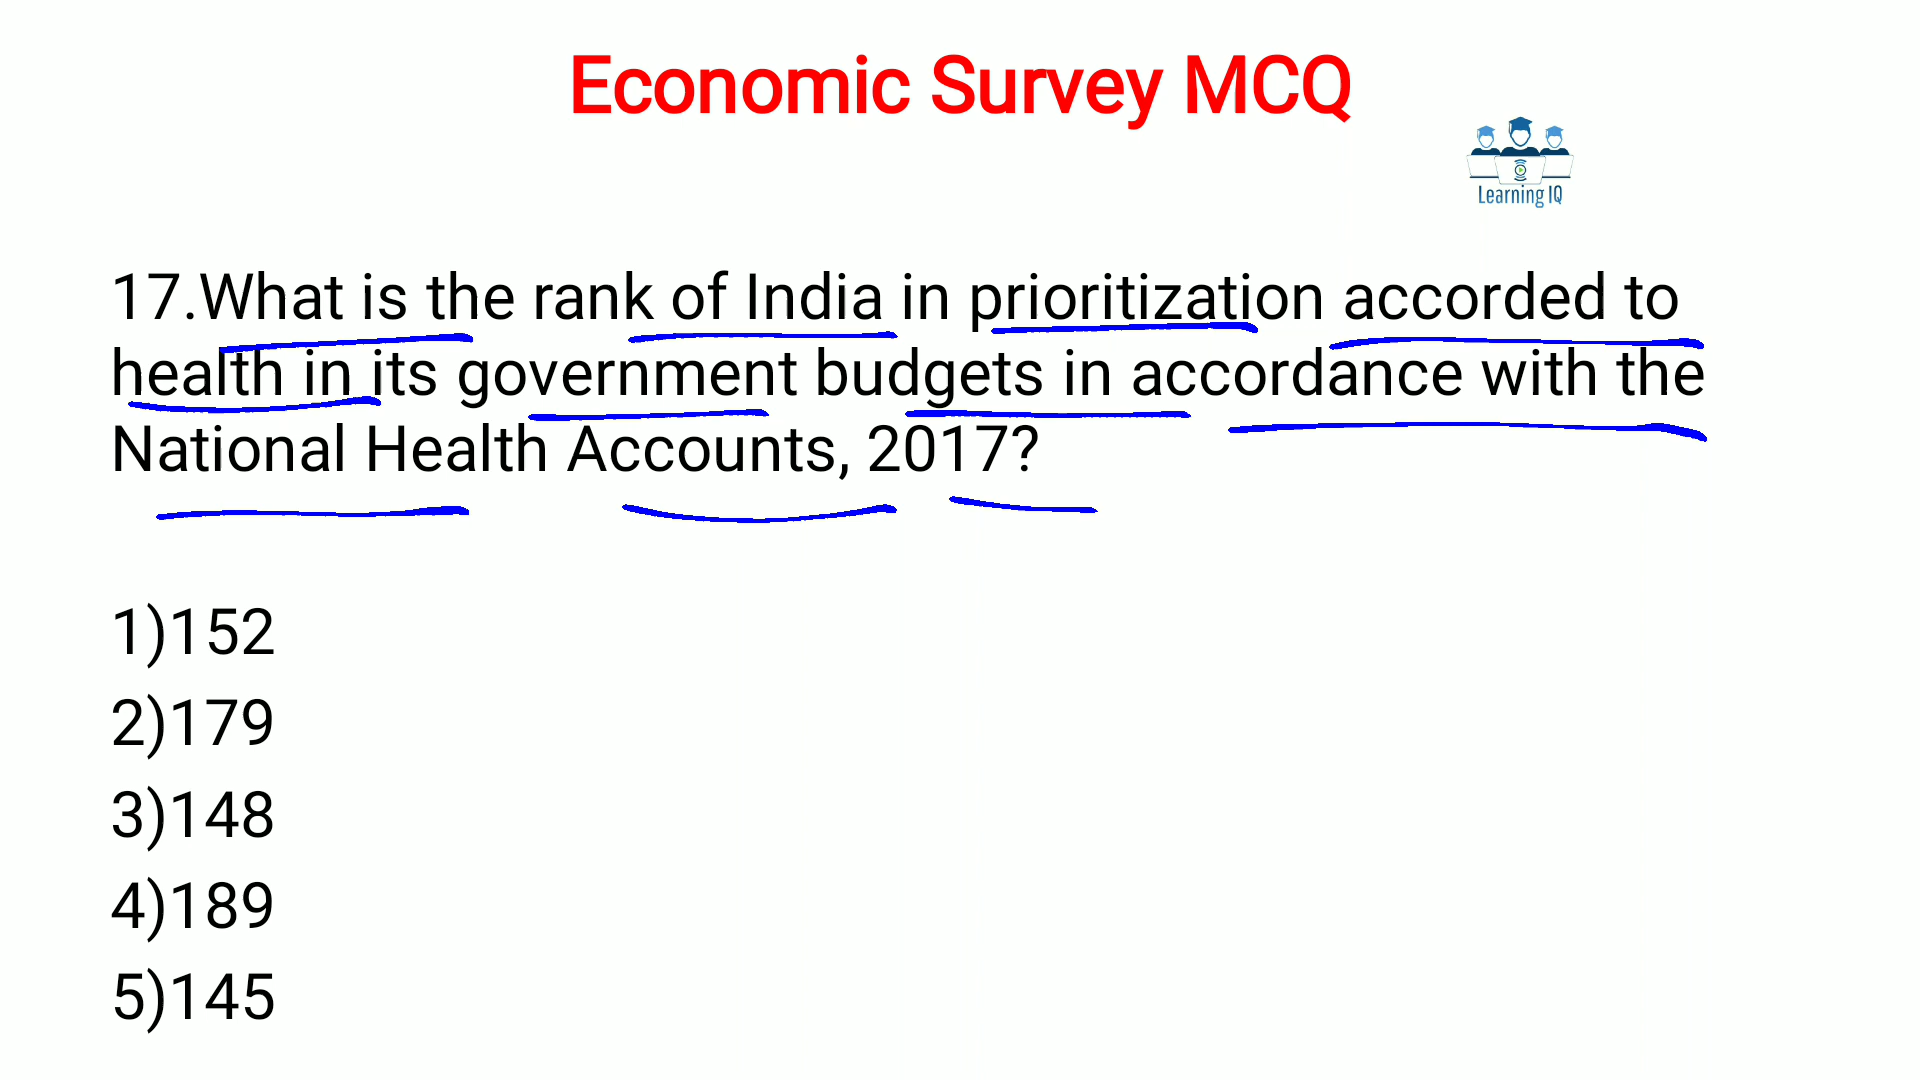 Economic Survey MCQ
Learning IQ
17.What is the rank of India in prioritization accorded to
health in its government budgets in accordance with the
National Health Accounts, 2017?
1)152
2)179
3)148
4)189
5)145